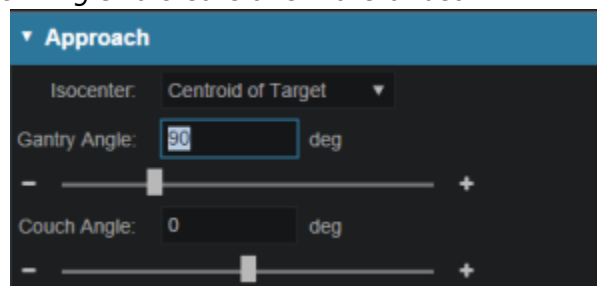 ▼ Approach
Isocenter: Centroid of Target ▼
Gantry Angle: 90 deg
- +
Couch Angle: 0 deg
- +